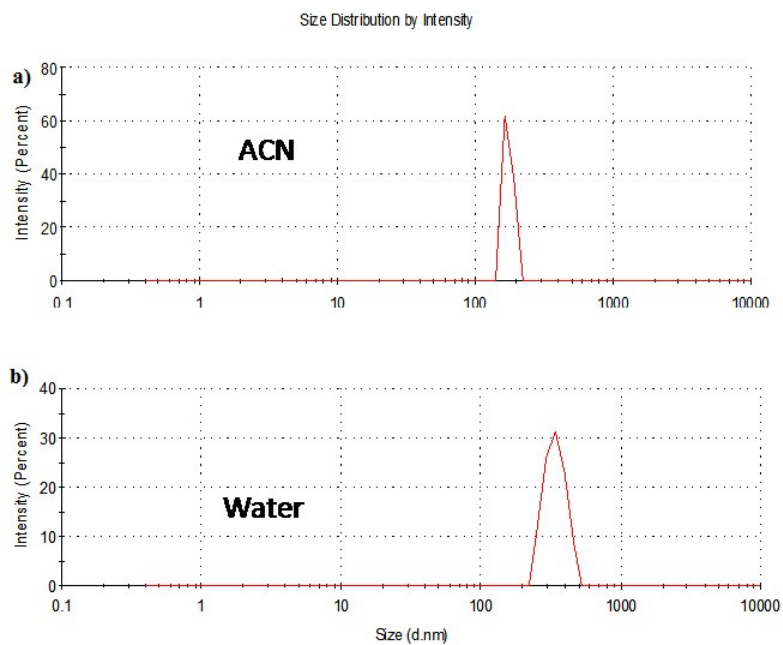 Size Distribution by Intensity
a)
Intensity (Percent)
80
60
40
20
0
ACN
0.1 1 10 100 1000 10000
b)
Intensity (Percent)
40
30
20
10
0
Water
0.1 1 10 100 1000 10000
Size (d.nm)